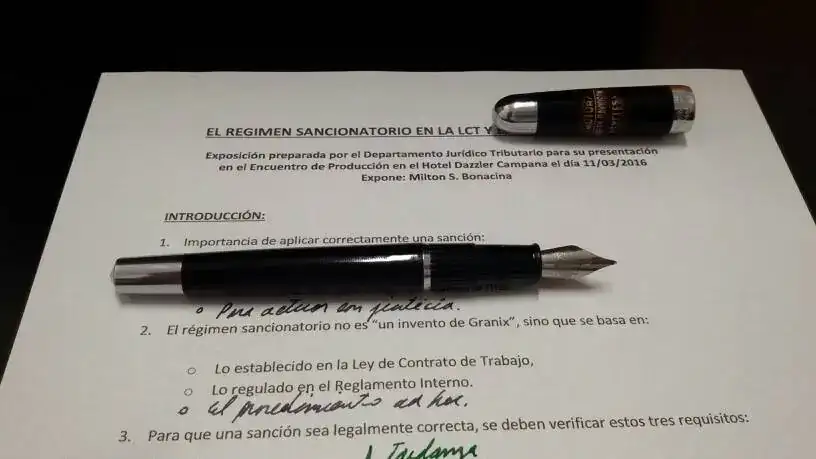 EL REGIMEN SANCIONATORIO EN LA LCT Y
Exposición preparada por el Departamento Jurídico Tributario para su presentación
en el Encuentro de Producción en el Hotel Dazzler Campana el día 11/03/2016
Expone: Milton S. Bonacina
INTRODUCCIÓN:
1. Importancia de aplicar correctamente una sanción:
o Para actuar con justicia.
2. El régimen sancionatorio no es "un invento de Granix", sino que se basa en:
o Lo establecido en la Ley de Contrato de Trabajo,
o Lo regulado en el Reglamento Interno.
o El procedimiento ad hoc.
3. Para que una sanción sea legalmente correcta, se deben verificar estos tres requisitos: